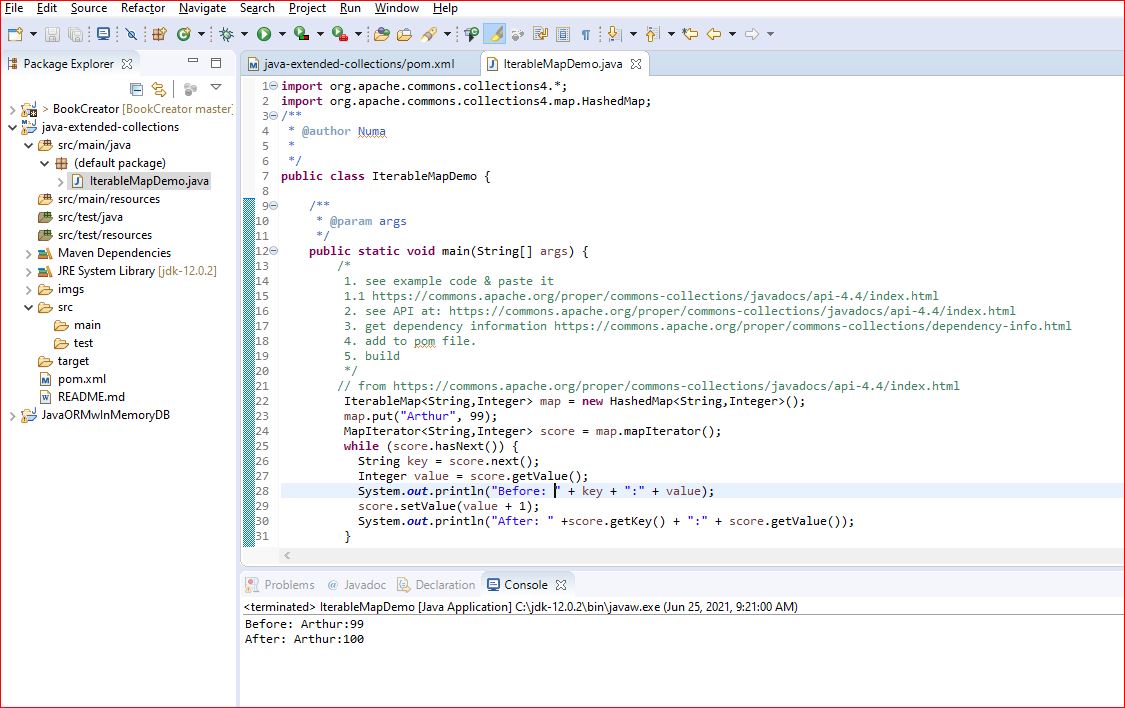 File Edit Source Refactor Navigate Search Project Run Window Help
Package Explorer
> BookCreator [BookCreator master]
java-extended-collections
src/main/java
(default package)
IterableMapDemo.java
src/main/resources
src/test/java
src/test/resources
Maven Dependencies
JRE System Library [jdk-12.0.2]
imgs
src
main
test
target
pom.xml
README.md
JavaORMwInMemoryDB
java-extended-collections/pom.xml IterableMapDemo.java
1 import org.apache.commons.collections4.*;
2 import org.apache.commons.collections4.map.HashedMap;
3 /**
4 * @author Numa
5 *
6 */
7 public class IterableMapDemo {
8
9 /**
10 * @param args
11 */
12 public static void main(String[] args) {
13 /*
14 1. see example code & paste it
15 1.1 https://commons.apache.org/proper/commons-collections/javadocs/api-4.4/index.html
16 2. see API at: https://commons.apache.org/proper/commons-collections/javadocs/api-4.4/index.html
17 3. get dependency information https://commons.apache.org/proper/commons-collections/dependency-info.html
18 4. add to pom file.
19 5. build
20 */
21 // from https://commons.apache.org/proper/commons-collections/javadocs/api-4.4/index.html
22 IterableMap<String,Integer> map = new HashedMap<String,Integer>();
23 map.put("Arthur", 99);
24 MapIterator<String,Integer> score = map.mapIterator();
25 while (score.hasNext()) {
26 String key = score.next();
27 Integer value = score.getValue();
28 System.out.println("Before: " + key + ":" + value);
29 score.setValue(value + 1);
30 System.out.println("After: " +score.getKey() + ":" + score.getValue());
31 }
Problems @ Javadoc Declaration Console
<terminated> IterableMapDemo [Java Application] C:\jdk-12.0.2\bin\javaw.exe (Jun 25, 2021, 9:21:00 AM)
Before: Arthur:99
After: Arthur:100